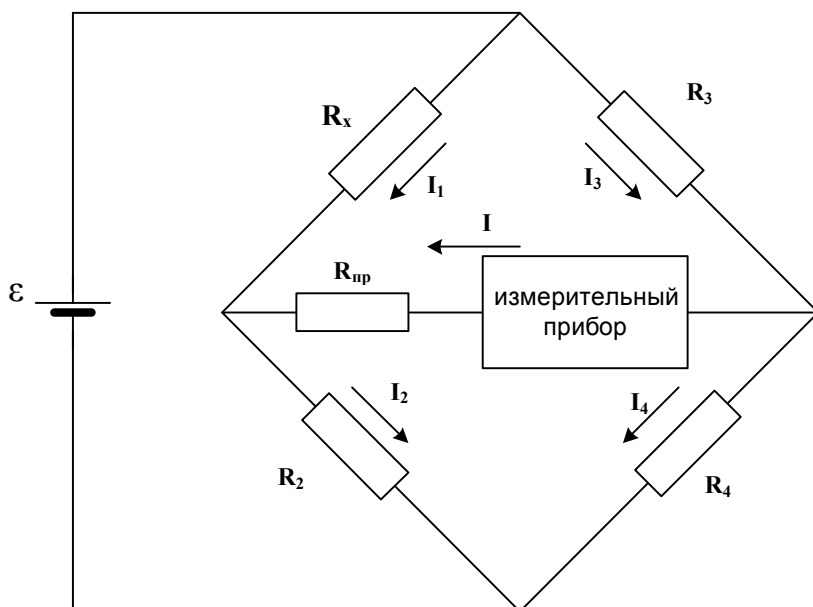 Rₓ
R₃
I₁
I₃
I
ε
Rпр
измерительный
прибор
I₂
I₄
R₂
R₄